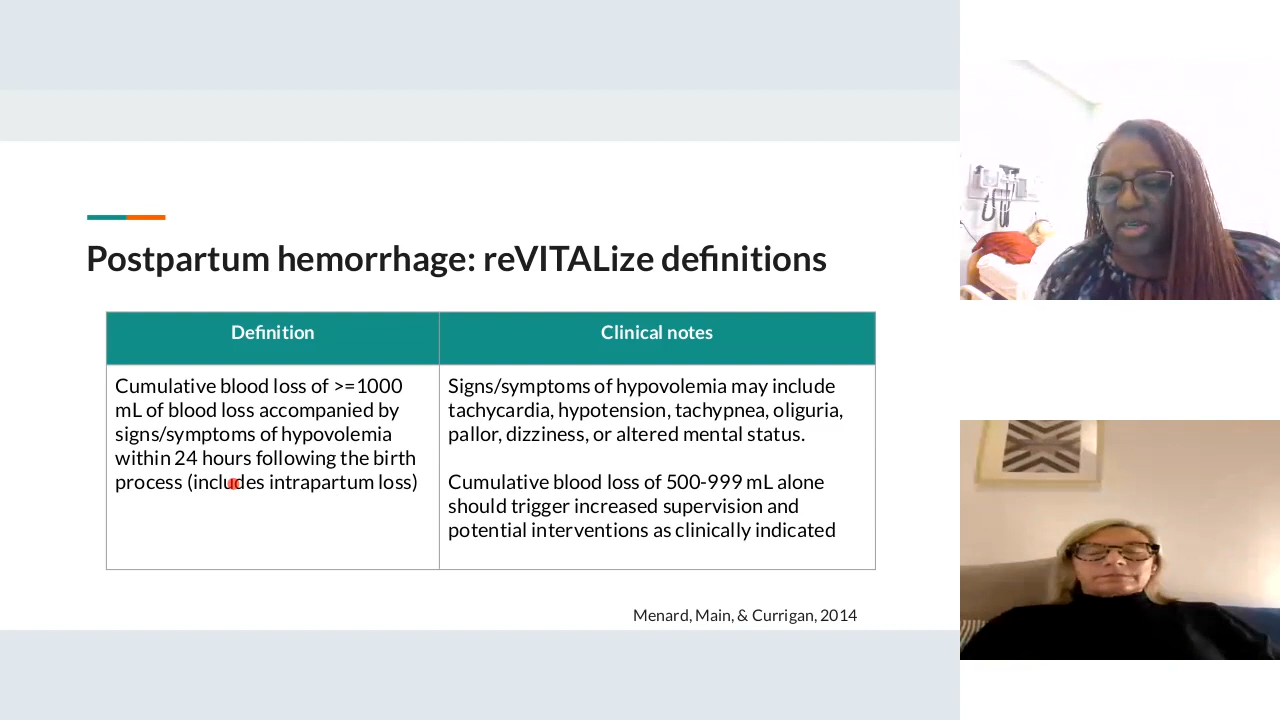 Postpartum hemorrhage: reVITALize definitions
Definition
Clinical notes
Cumulative blood loss of >=1000
mL of blood loss accompanied by
signs/symptoms of hypovolemia
within 24 hours following the birth
process (includes intrapartum loss)
Signs/symptoms of hypovolemia may include
tachycardia, hypotension, tachypnea, oliguria,
pallor, dizziness, or altered mental status.
Cumulative blood loss of 500-999 mL alone
should trigger increased supervision and
potential interventions as clinically indicated
Menard, Main, & Currigan, 2014